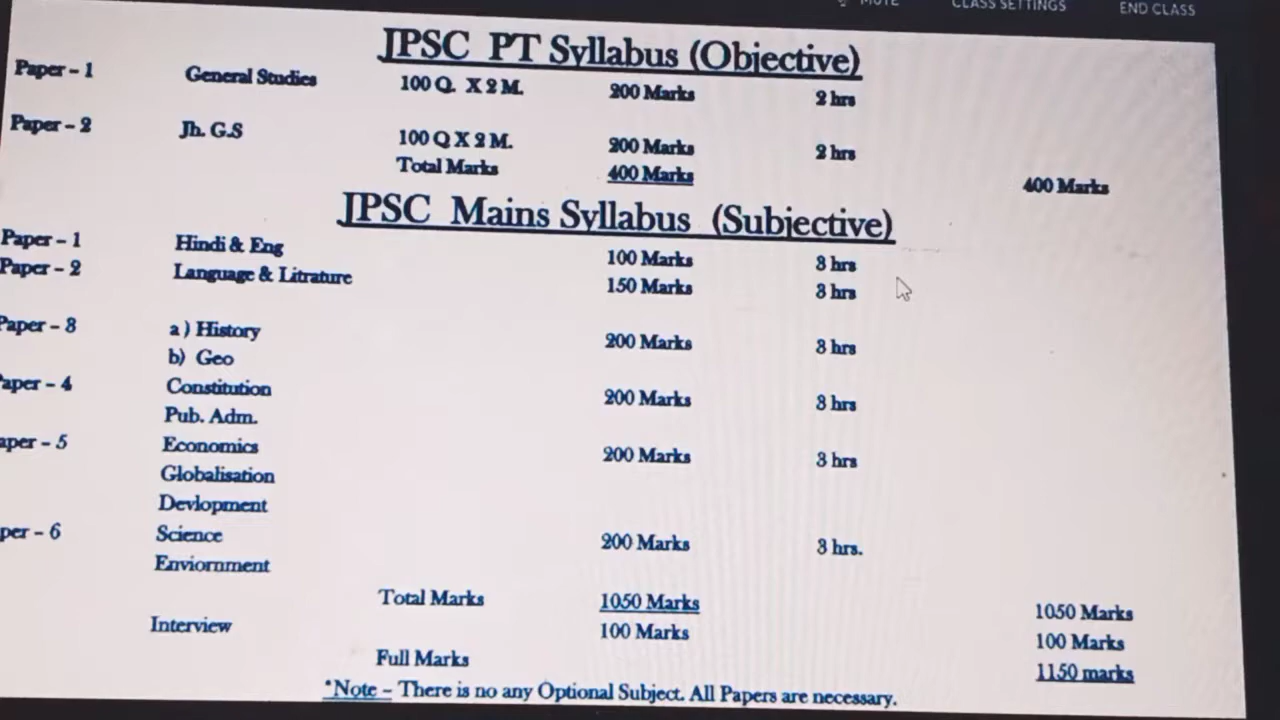 MUTE CLASS SETTINGS END CLASS
JPSC PT Syllabus (Objective)
Paper - 1 General Studies 100 Q. X 2 M. 200 Marks 2 hrs
Paper - 2 Jh. G.S 100 Q X 2 M. 200 Marks 2 hrs
Total Marks 400 Marks 400 Marks
JPSC Mains Syllabus (Subjective)
Paper - 1 Hindi & Eng 100 Marks 3 hrs
Paper - 2 Language & Litrature 150 Marks 3 hrs
Paper - 3 a ) History 200 Marks 3 hrs
b) Geo
aper - 4 Constitution 200 Marks 3 hrs
Pub. Adm.
aper - 5 Economics 200 Marks 3 hrs
Globalisation
Devlopment
per - 6 Science 200 Marks 3 hrs.
Enviornment
Total Marks 1050 Marks 1050 Marks
Interview 100 Marks 100 Marks
Full Marks 1150 marks
*Note - There is no any Optional Subject. All Papers are necessary.